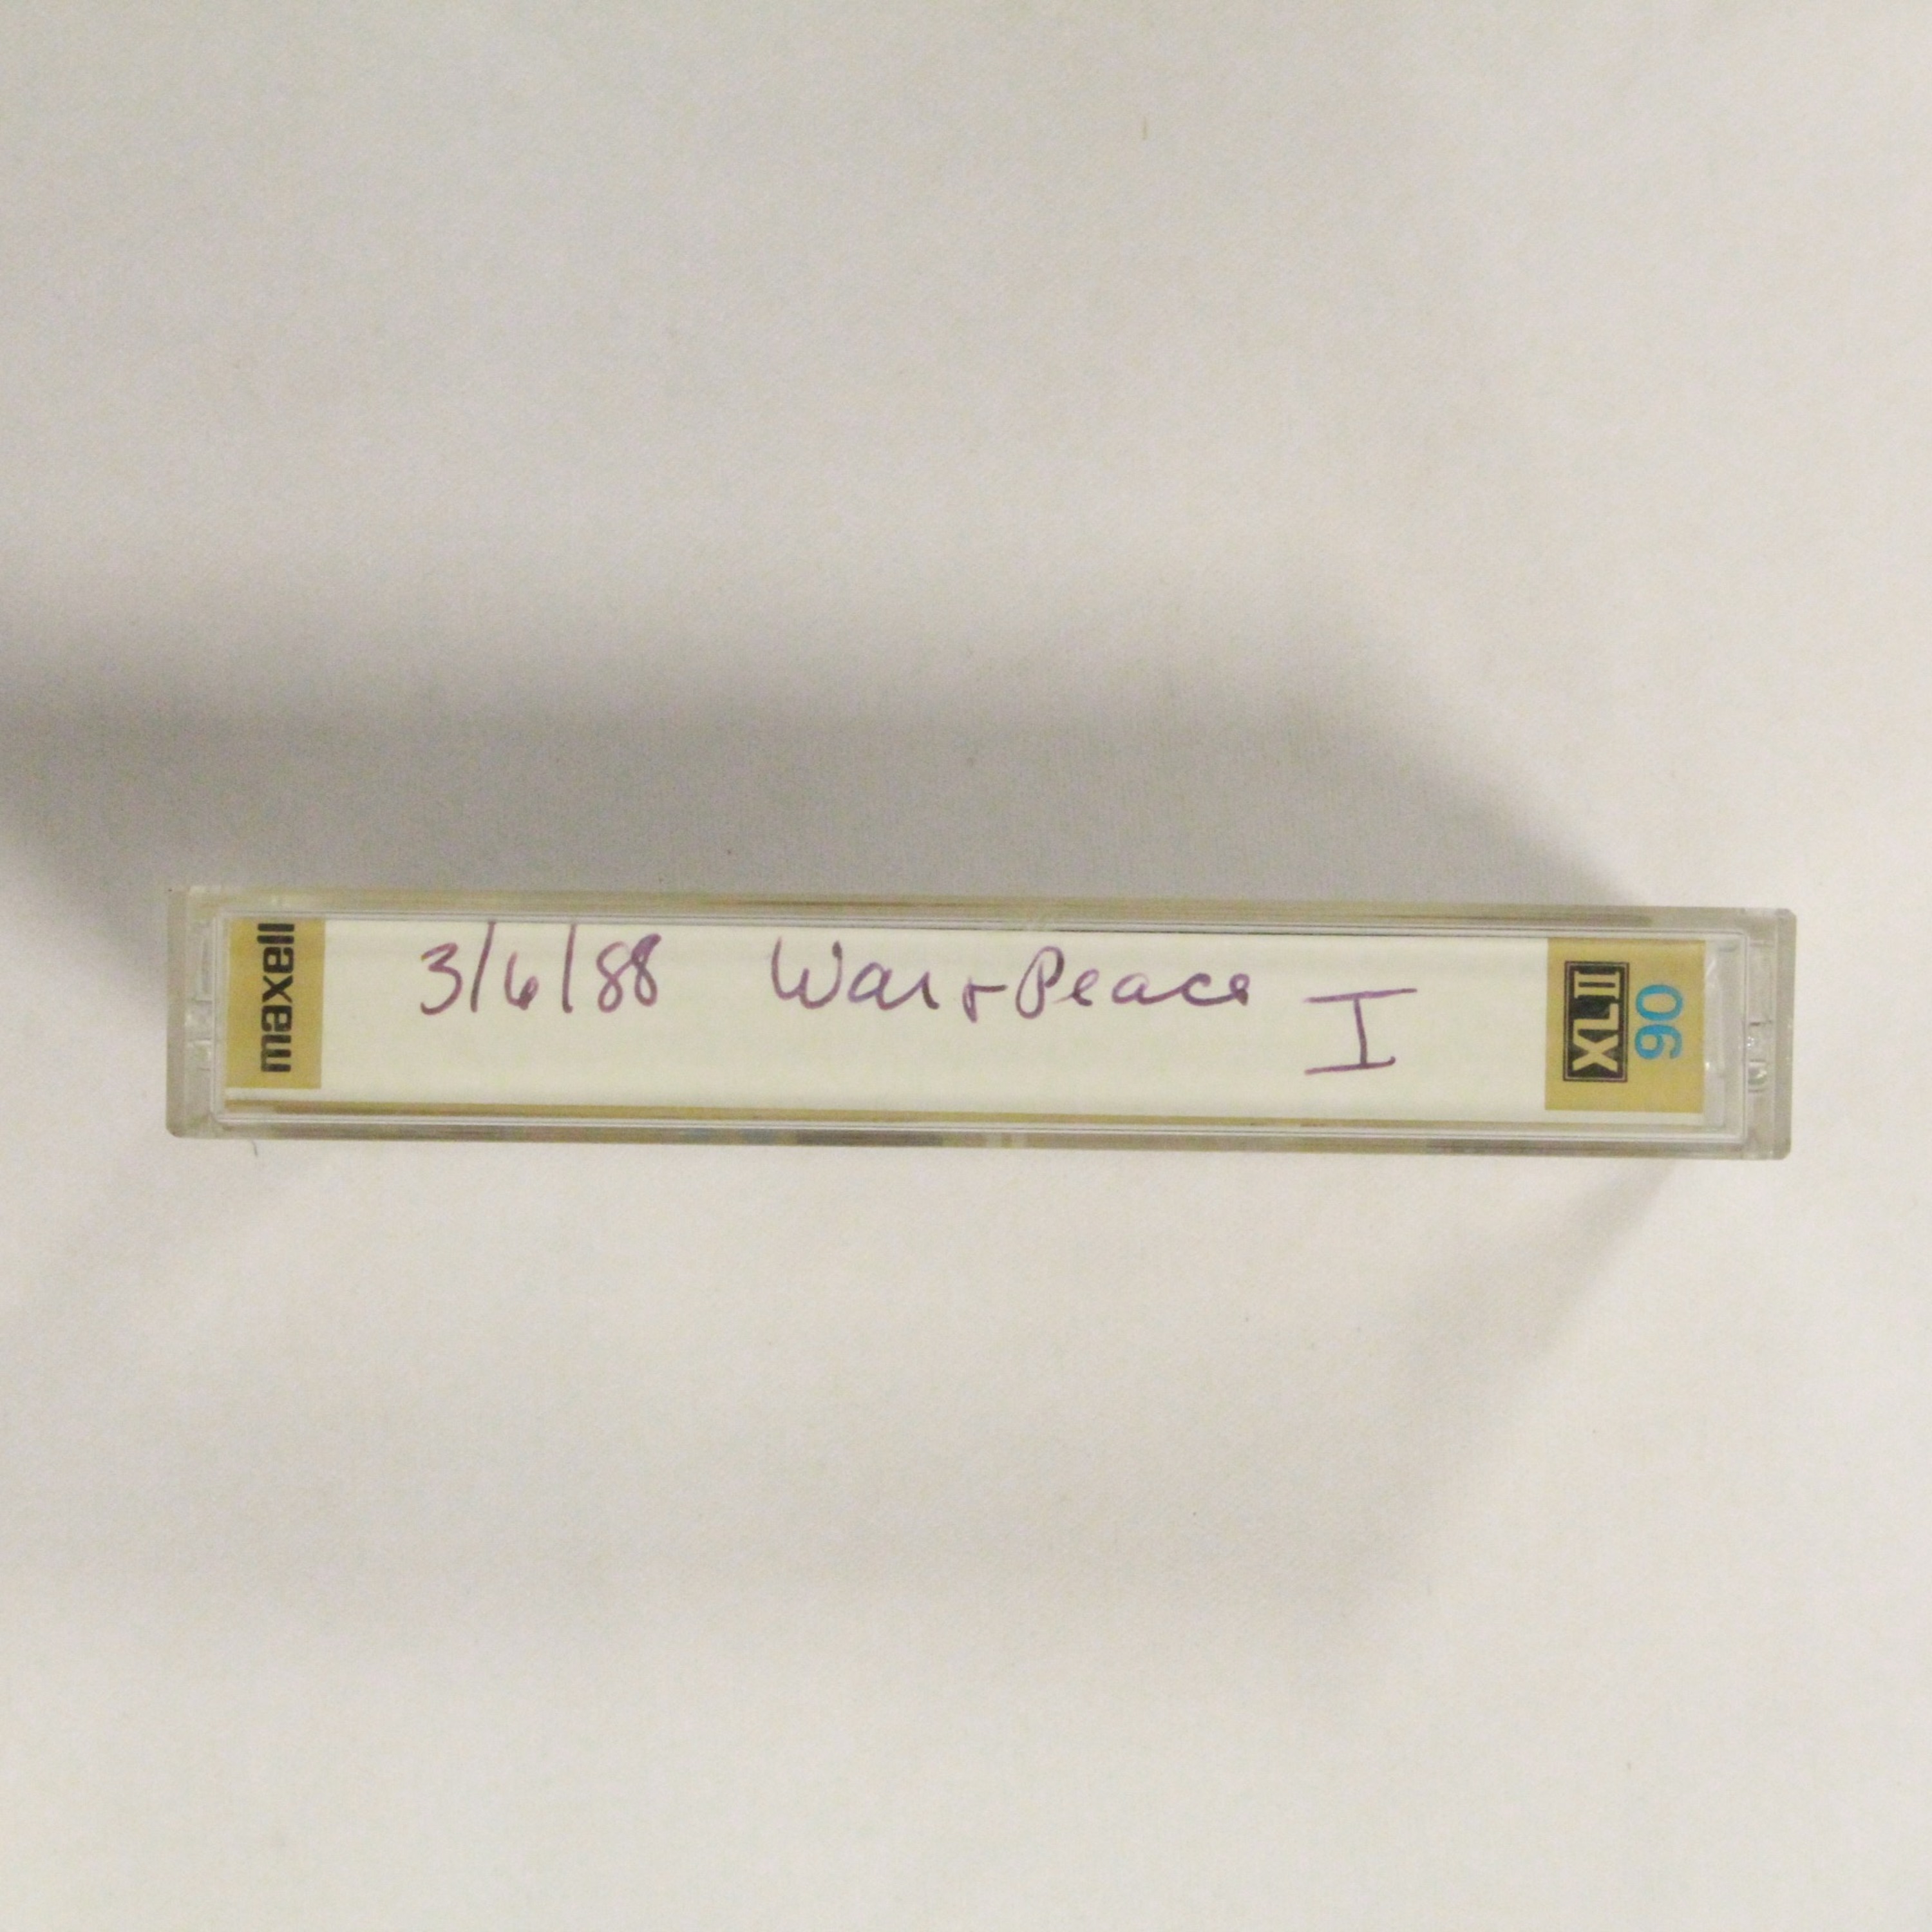 maxell
3/6/88 War + Peace I
XLII 90